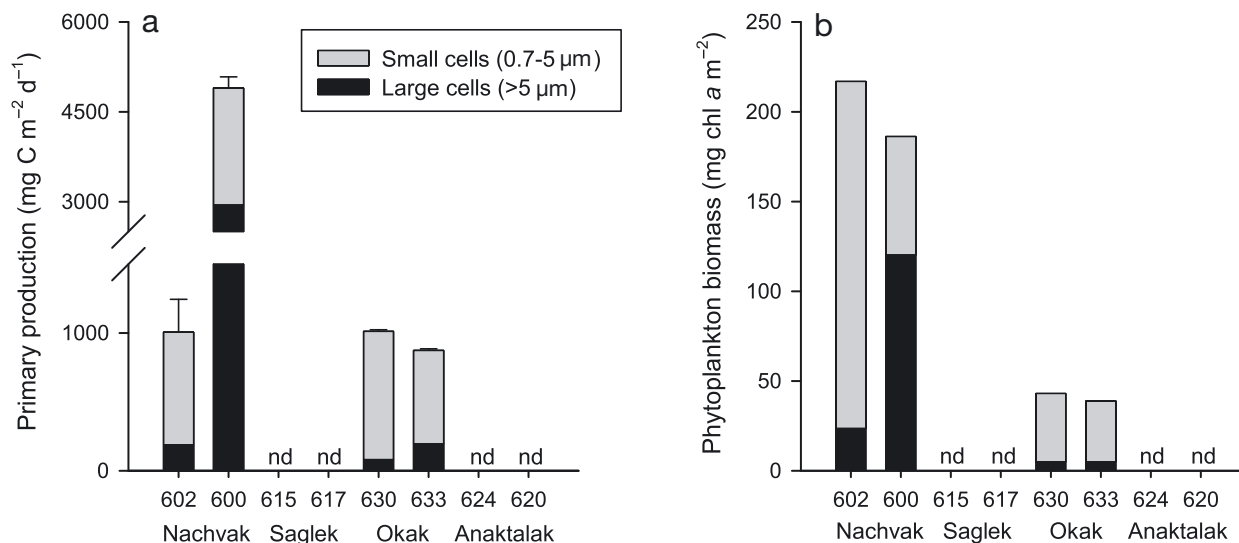 a
Primary production (mg C m⁻² d⁻¹)
6000
4500
3000
1000
0
Small cells (0.7-5 µm)
Large cells (>5 µm)
nd nd nd nd
602 600 615 617 630 633 624 620
Nachvak Saglek Okak Anaktalak
b
Phytoplankton biomass (mg chl a m⁻²)
250
200
150
100
50
0
nd nd nd nd
602 600 615 617 630 633 624 620
Nachvak Saglek Okak Anaktalak